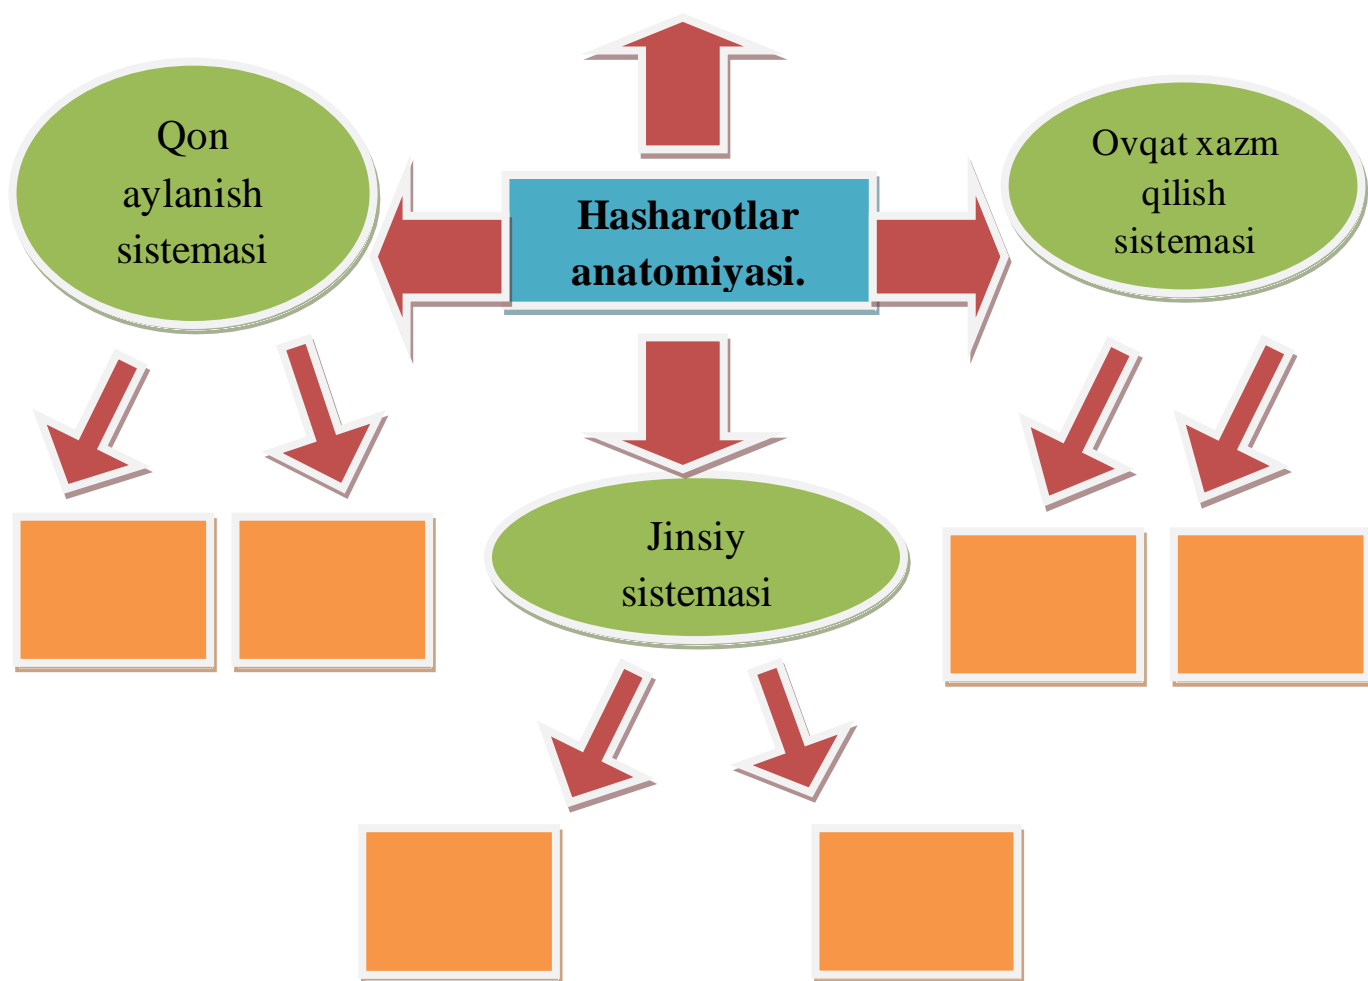 Qon
aylanish
sistemasi
Hasharotlar
anatomiyasi.
Ovqat xazm
qilish
sistemasi
Jinsiy
sistemasi